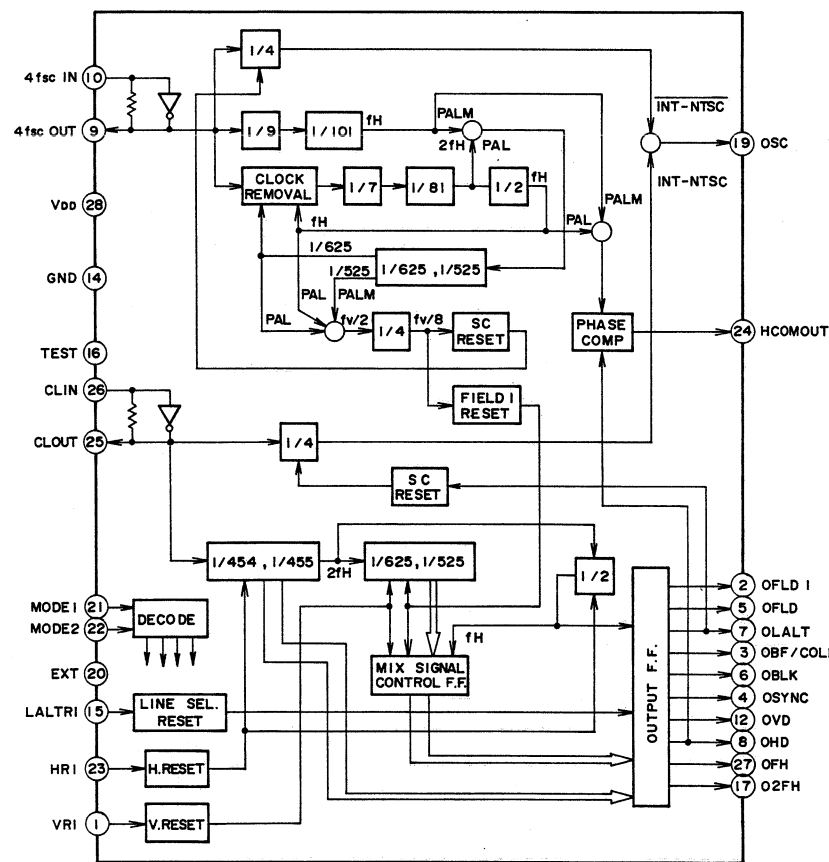 1/4
4fsc IN
10
4fsc OUT
9
1/9
1/101
fH
PALM
2fH
PAL
INT-NTSC
19
OSC
INT-NTSC
CLOCK
REMOVAL
1/7
1/81
1/2
fH
VDD
28
fH
PAL
PALM
1/625
1/525
1/625 , 1/525
GND
14
PAL
PALM
PAL
fv/2
1/4
fv/8
SC
RESET
PHASE
COMP
24
HCOMOUT
TEST
16
CLIN
26
FIELD 1
RESET
CLOUT
25
1/4
SC
RESET
1/454 , 1/455
2fH
1/625, 1/525
1/2
MODE1
21
MODE2
22
DECODE
fH
MIX SIGNAL
CONTROL F.F.
EXT
20
LALTRI
15
LINE SEL.
RESET
HRI
23
H.RESET
VRI
1
V.RESET
OUTPUT F.F.
2
OFLD 1
5
OFLD
7
OLALT
3
OBF/COL
6
OBLK
4
OSYNC
12
OVD
8
OHD
27
OFH
17
O2FH